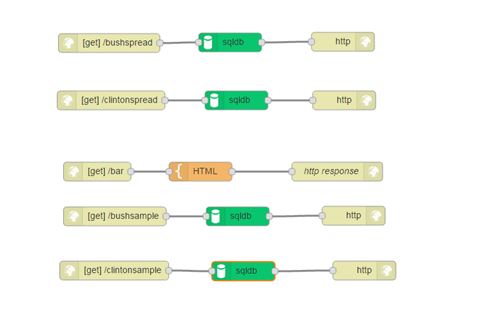 [get] /bushspread sqldb http
[get] /clintonspread sqldb http
[get] /bar HTML http response
[get] /bushsample sqldb http
[get] /clintonsample sqldb http